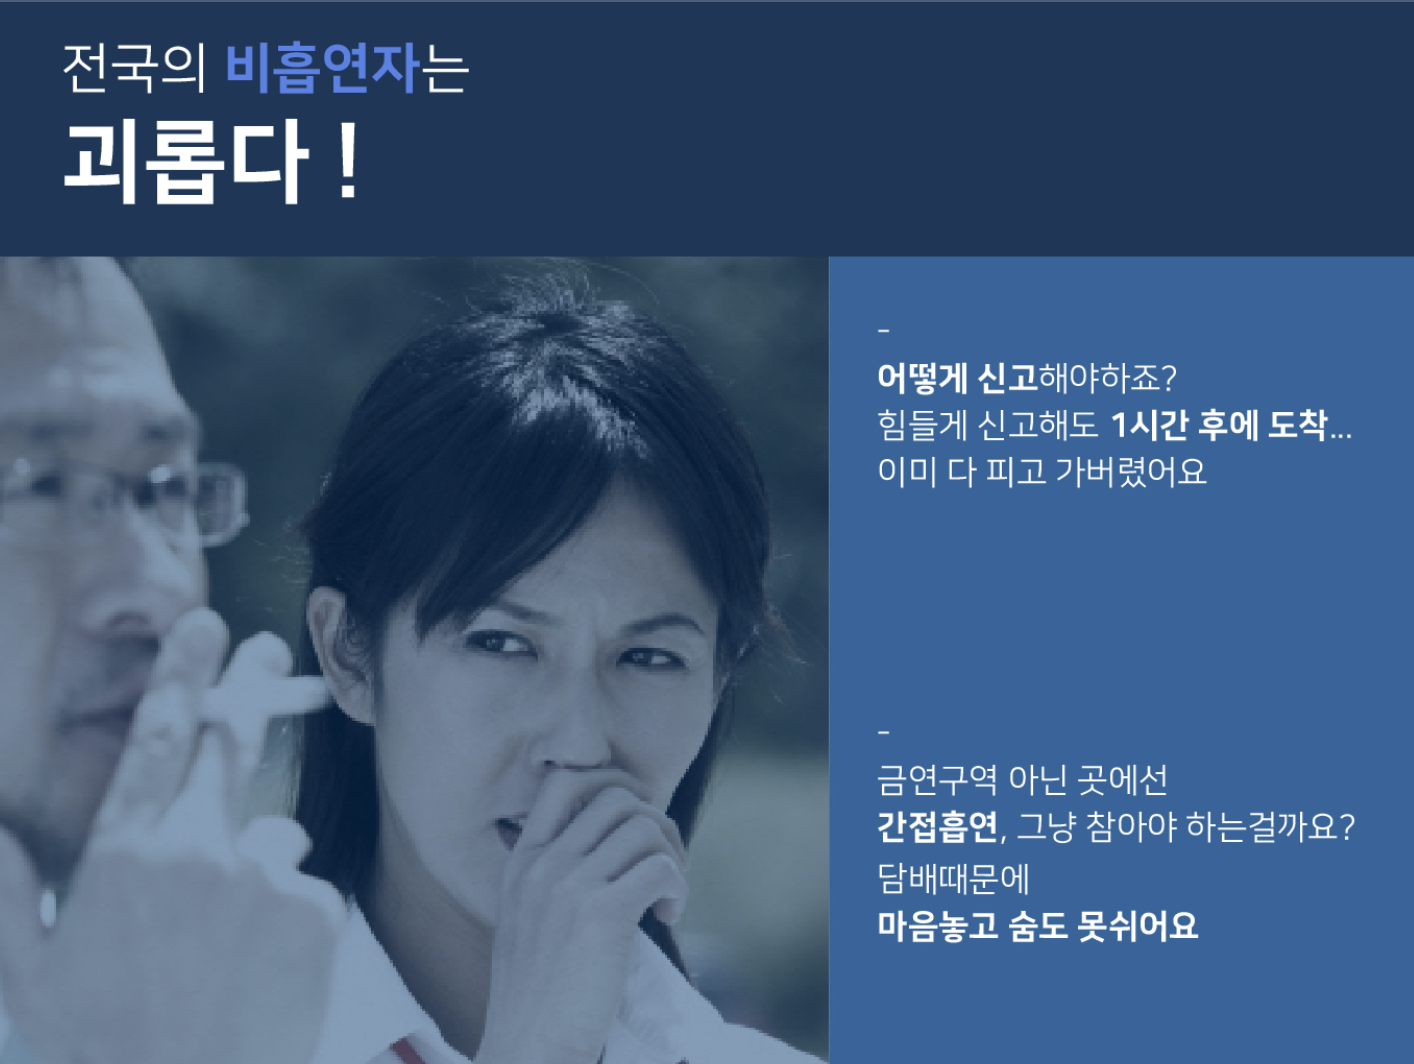 전국의 비흡연자는
괴롭다 !
-
어떻게 신고해야하죠?
힘들게 신고해도 1시간 후에 도착...
이미 다 피고 가버렸어요
-
금연구역 아닌 곳에선
간접흡연, 그냥 참아야 하는걸까요?
담배때문에
마음놓고 숨도 못쉬어요